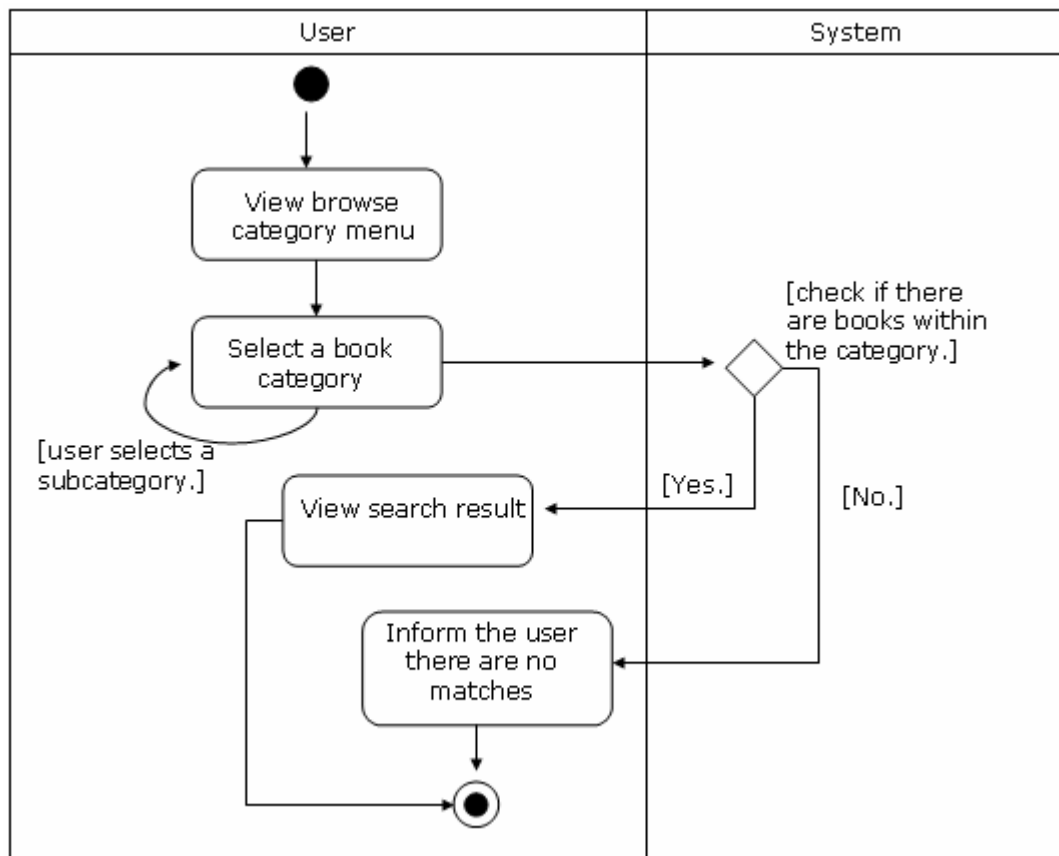 User
System
View browse
category menu
[check if there
are books within
the category.]
Select a book
category
[user selects a
subcategory.]
[Yes.]
[No.]
View search result
Inform the user
there are no
matches